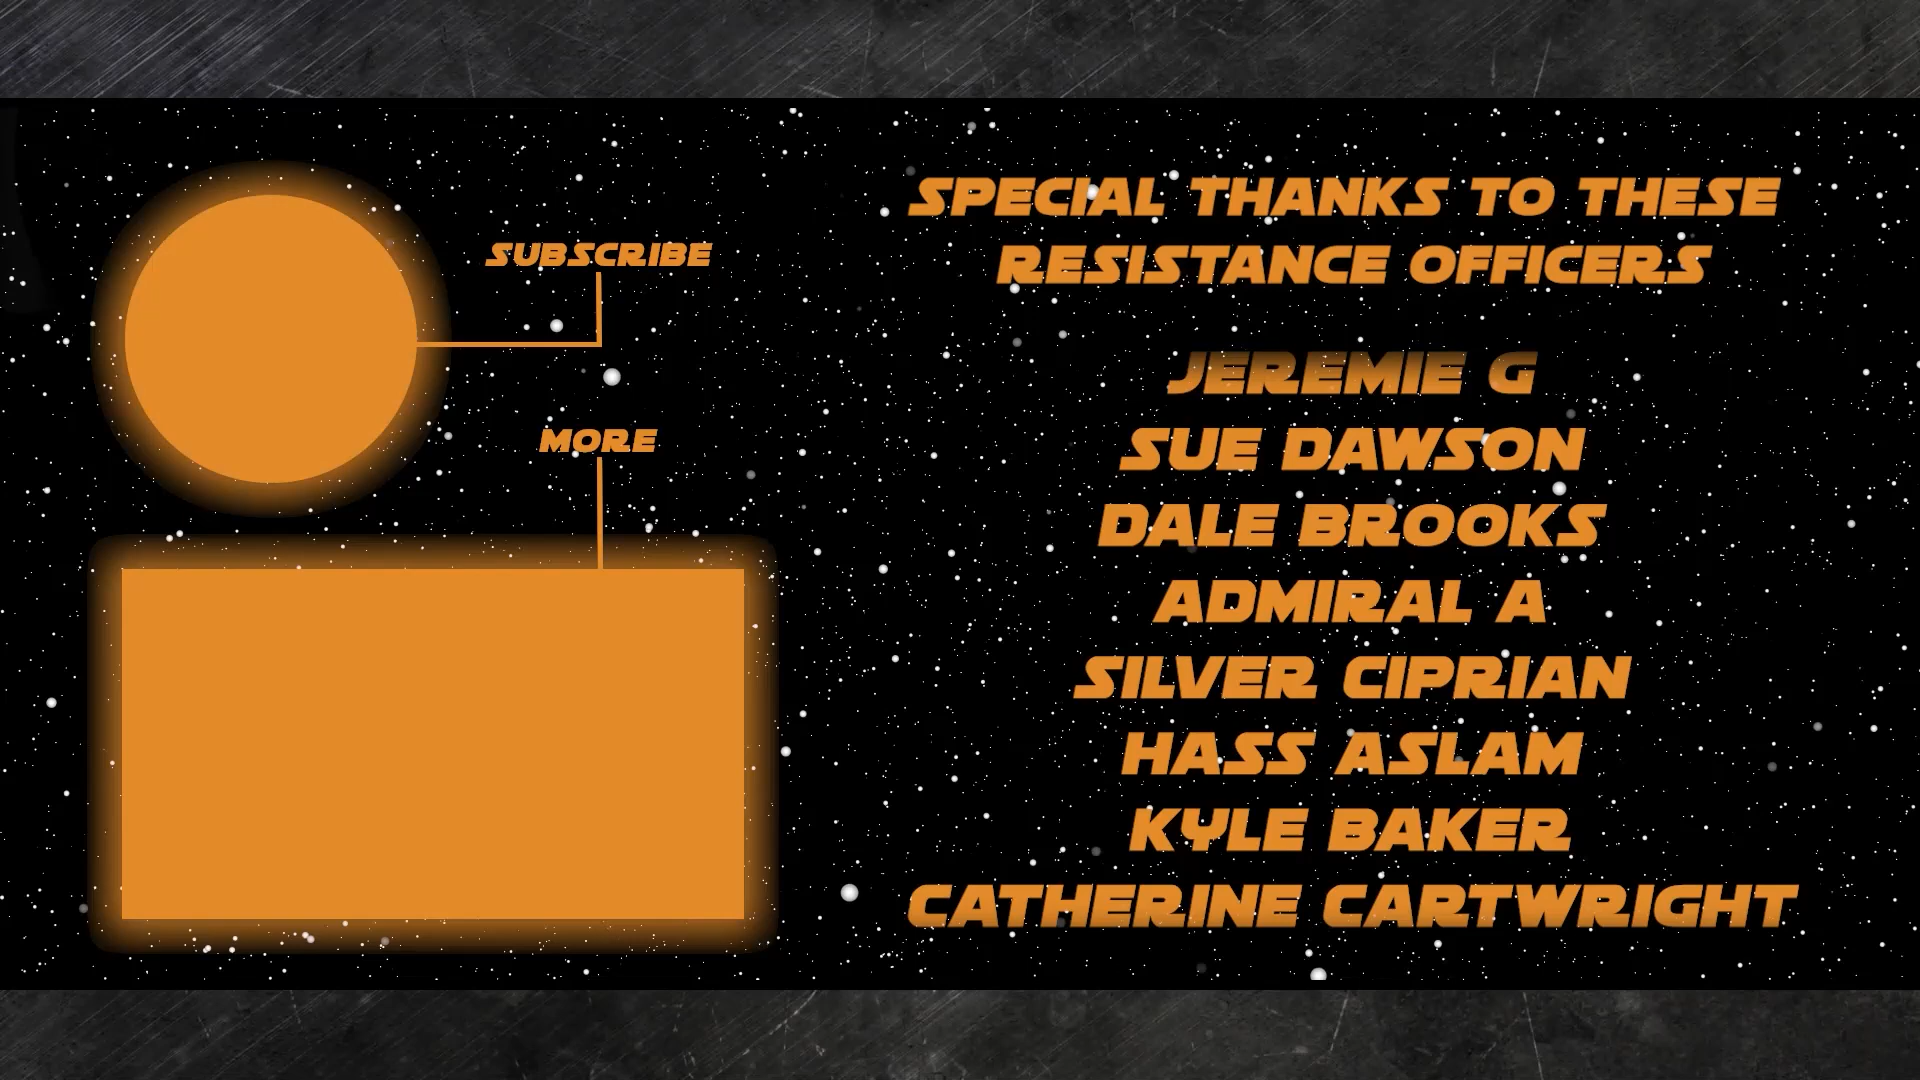 SUBSCRIBE
MORE
SPECIAL THANKS TO THESE
RESISTANCE OFFICERS
JEREMIE G
SUE DAWSON
DALE BROOKS
ADMIRAL A
SILVER CIPRIAN
HASS ASLAM
KYLE BAKER
CATHERINE CARTWRIGHT